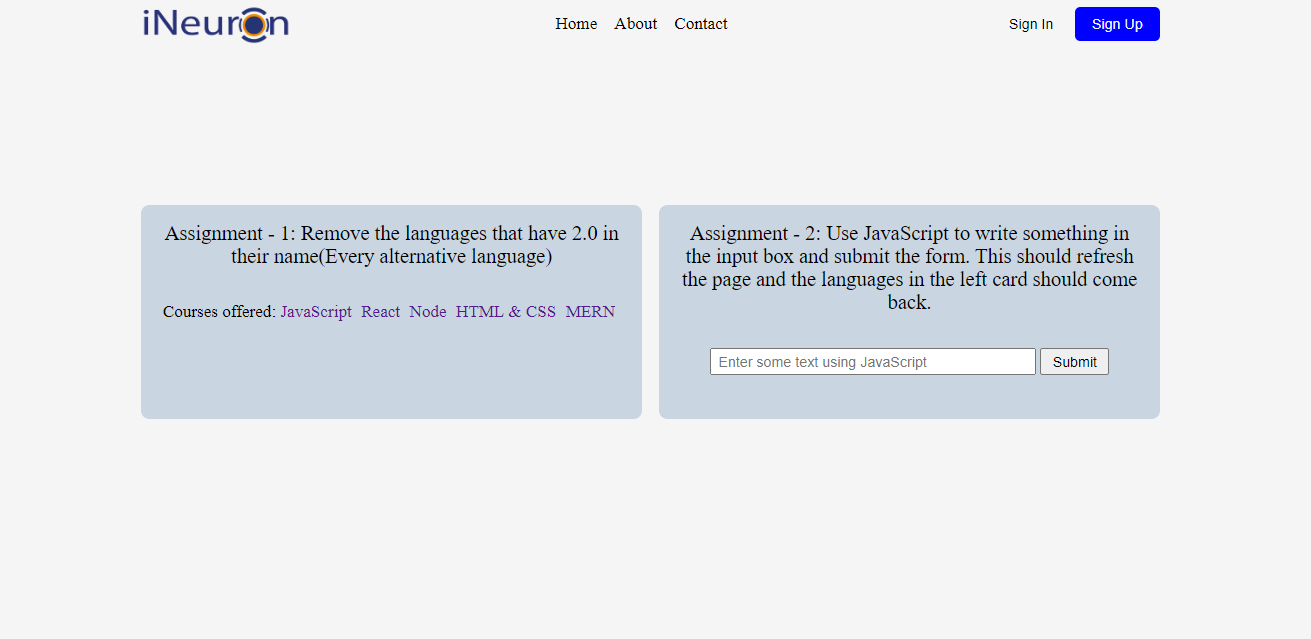 iNeuron
Home About Contact
Sign In Sign Up
Assignment - 1: Remove the languages that have 2.0 in
their name(Every alternative language)
Courses offered: JavaScript React Node HTML & CSS MERN
Assignment - 2: Use JavaScript to write something in
the input box and submit the form. This should refresh
the page and the languages in the left card should come
back.
Enter some text using JavaScript Submit